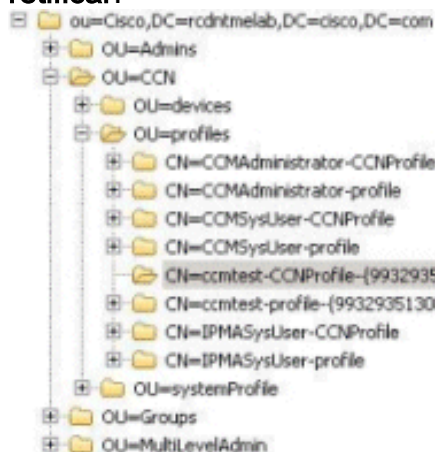 ou=Cisco,DC=rcdntmelab,DC=cisco,DC=com
OU=Admins
OU=CCN
OU=devices
OU=profiles
CN=CCMAdministrator-CCNProfile
CN=CCMAdministrator-profile
CN=CCMSysUser-CCNProfile
CN=CCMSysUser-profile
CN=ccmtest-CCNProfile-{9932935
CN=ccmtest-profile-{9932935130
CN=IPMASysUser-CCNProfile
CN=IPMASysUser-profile
OU=systemProfile
OU=Groups
OU=MultiLevelAdmin